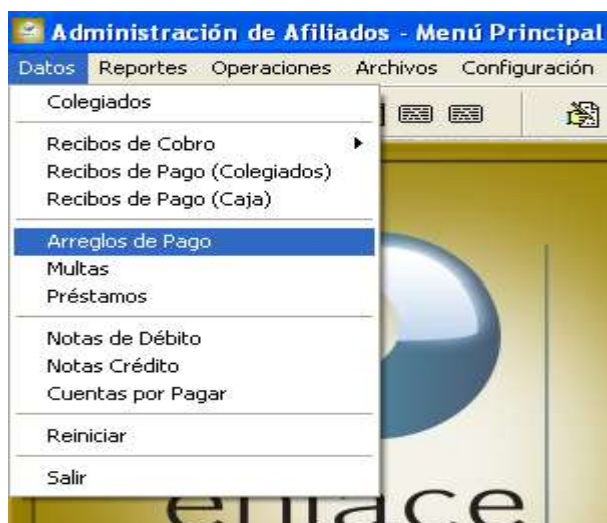 Administración de Afiliados - Menú Principal
Datos Reportes Operaciones Archivos Configuración
Colegiados
Recibos de Cobro
Recibos de Pago (Colegiados)
Recibos de Pago (Caja)
Arreglos de Pago
Multas
Préstamos
Notas de Débito
Notas Crédito
Cuentas por Pagar
Reiniciar
Salir
enlace